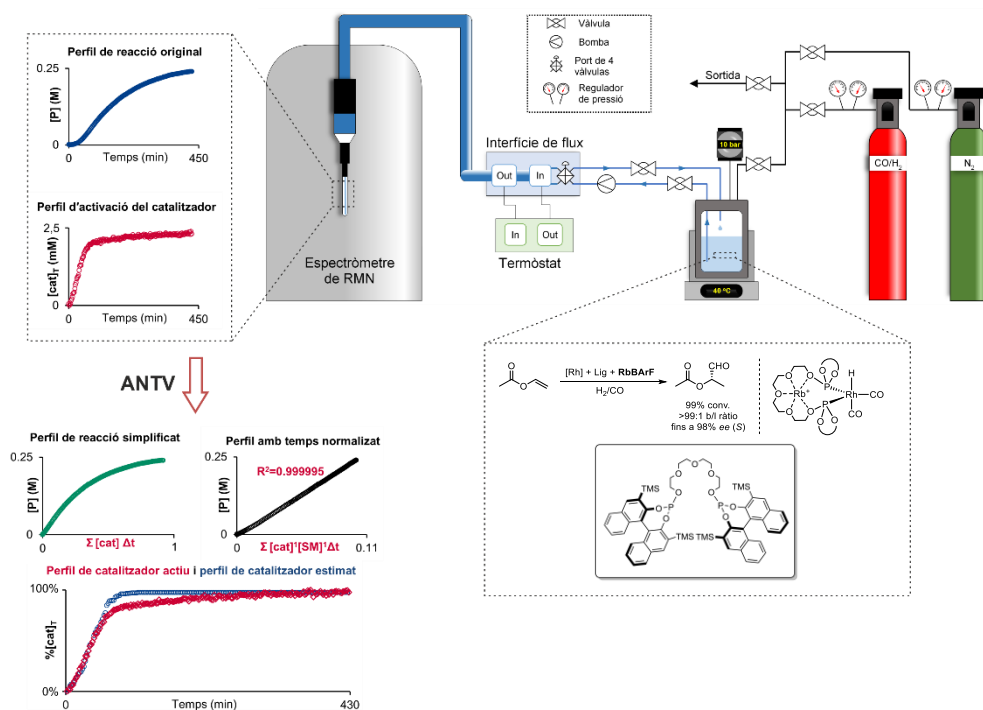 Perfil de reacció original
0.25
[P] (M)
0
0
Temps (min)
450
Perfil d'activació del catalitzador
2,5
[cat]T (mM)
0
0
Temps (min)
450
ANTV
Espectròmetre
de RMN
Vàlvula
Bomba
Port de 4
vàlvules
Regulador
de pressió
Sortida
Interfície de flux
Out
In
In
Out
Termòstat
10 bar
40 ºC
CO/H2
N2
[Rh] + Lig + RbBArF
H2/CO
O
O
CHO
O
O
99% conv.
>99:1 b/l ràtio
fins a 98% ee (S)
O
O
O
O
O
O
O
O
O
Rb+
P
P
H
Rh
CO
CO
O
O
O
O
O
TMS
TMS
P
P
O
O
O
O
TMS
TMS
Perfil de reacció simplificat
0.25
[P] (M)
0
0
Σ [cat] Δt
1
Perfil amb temps normalizat
R²=0.999995
0.25
[P] (M)
0
0
Σ [cat]¹[SM]¹Δt
0.11
Perfil de catalitzador actiu i perfil de catalitzador estimat
100%
%[cat]T
0%
0
Temps (min)
430